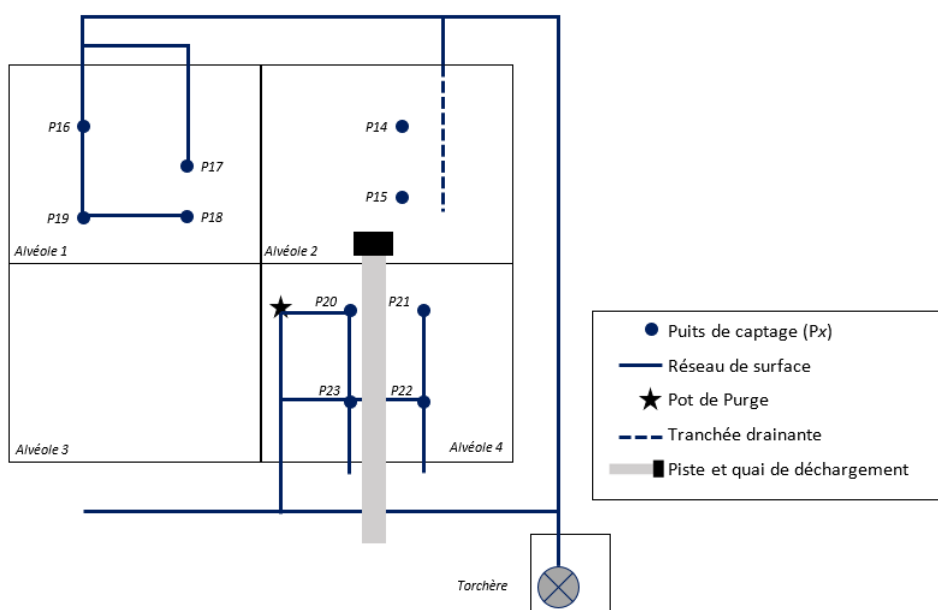 P16
P14
P17
P15
P19
P18
Alvéole 1
Alvéole 2
P20
P21
P23
P22
Alvéole 3
Alvéole 4
Puits de captage (Px)
Réseau de surface
Pot de Purge
Tranchée drainante
Piste et quai de déchargement
Torchère